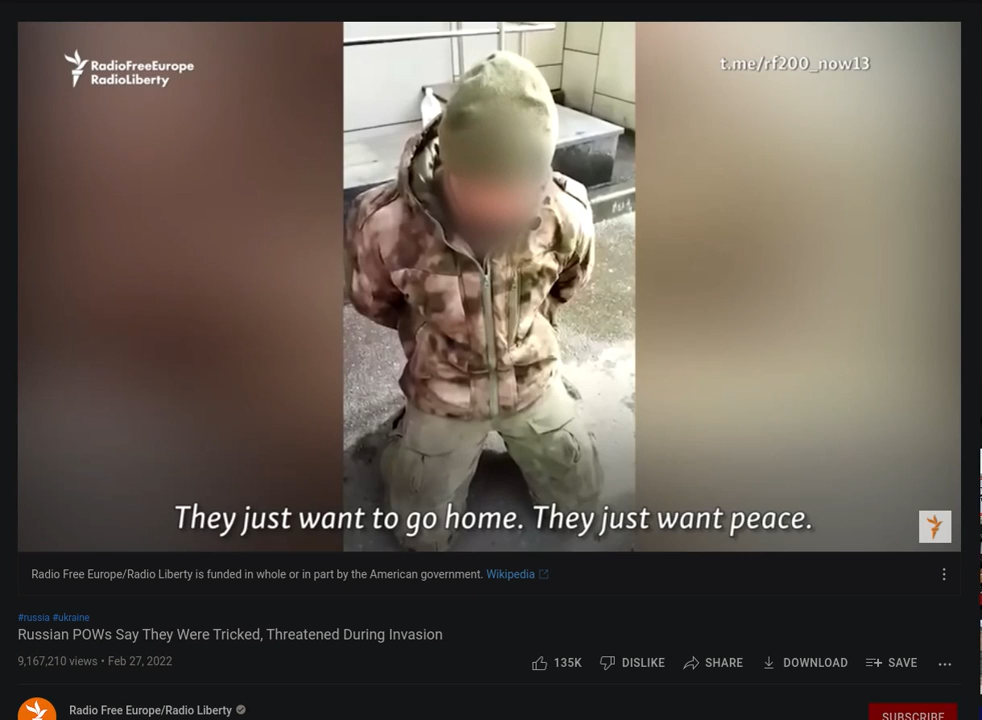 RadioFreeEurope
RadioLiberty
t.me/rf200_now13
They just want to go home. They just want peace.
Radio Free Europe/Radio Liberty is funded in whole or in part by the American government. Wikipedia
#russia #ukraine
Russian POWs Say They Were Tricked, Threatened During Invasion
9,167,210 views • Feb 27, 2022
135K DISLIKE SHARE DOWNLOAD SAVE
Radio Free Europe/Radio Liberty
SUBSCRIBE